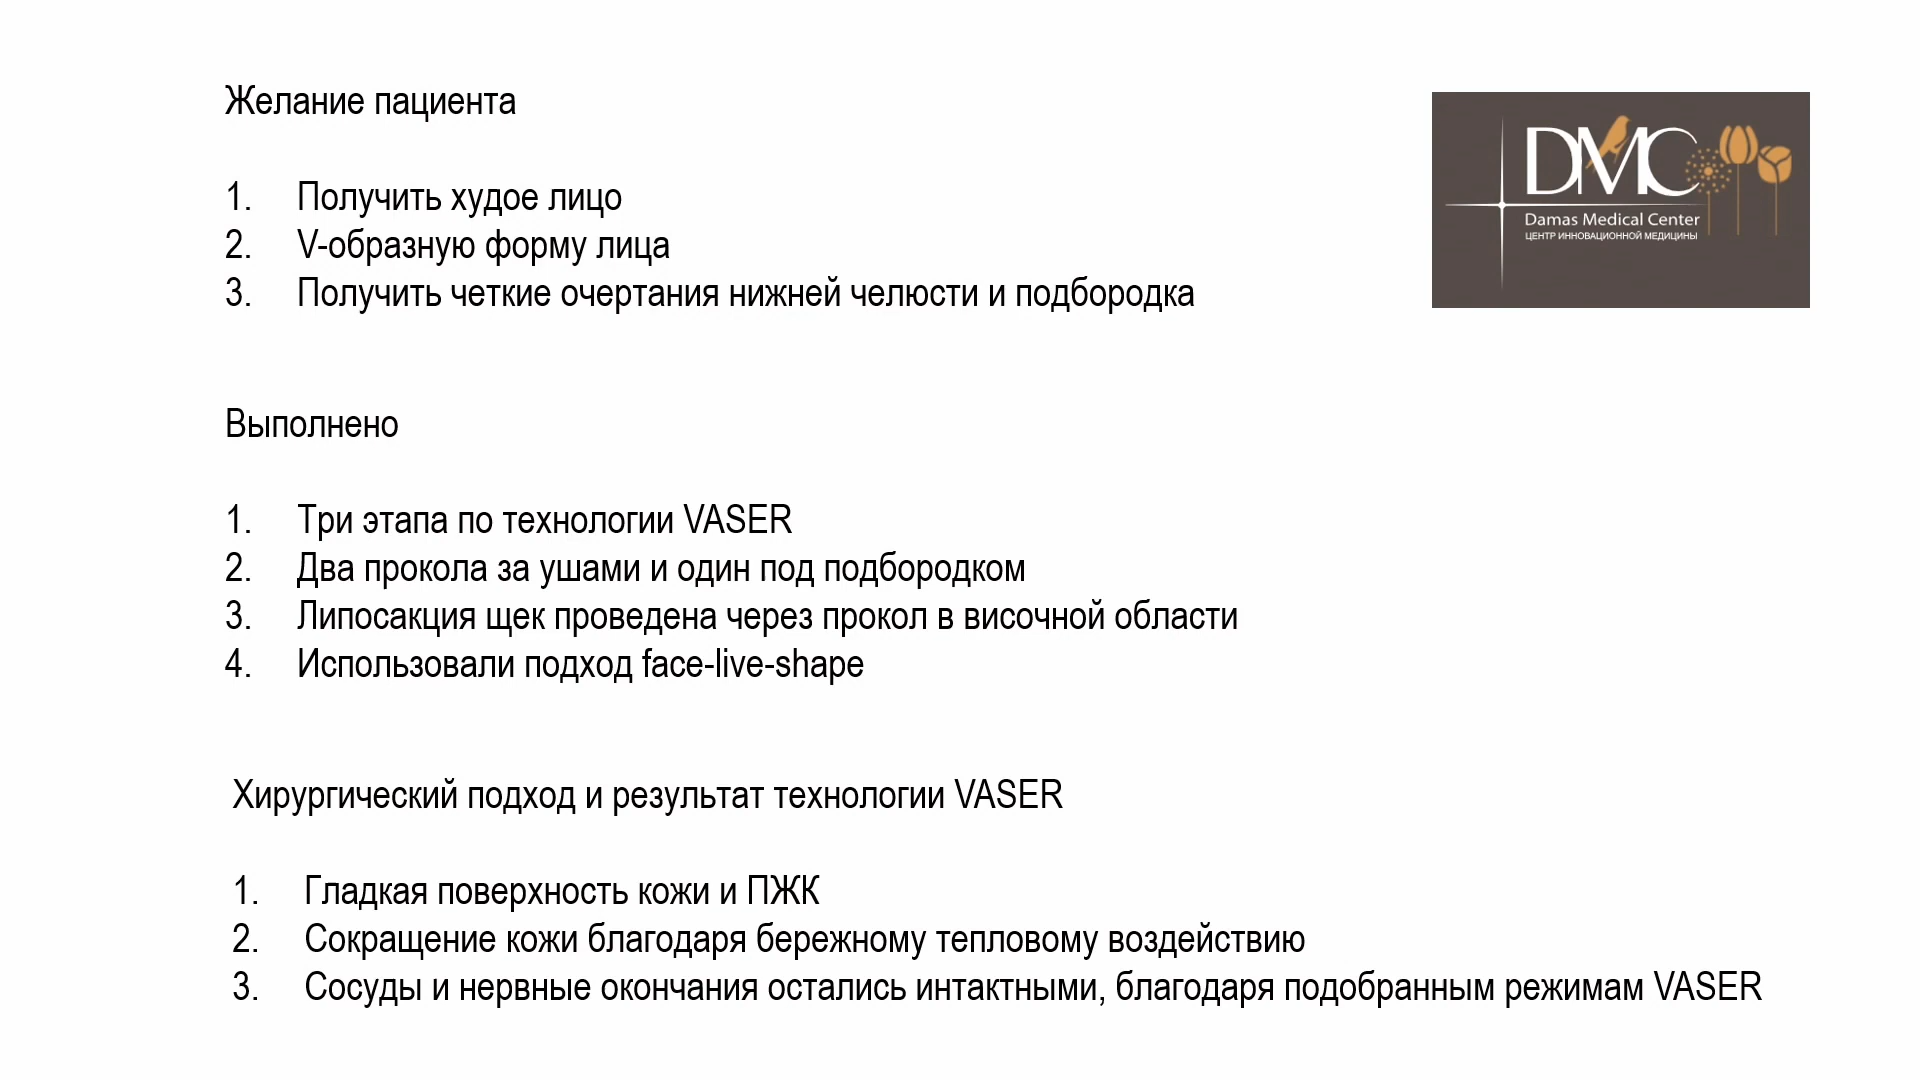 Желание пациента
1. Получить худое лицо
2. V-образную форму лица
3. Получить четкие очертания нижней челюсти и подбородка
DMC
Damas Medical Center
ЦЕНТР ИННОВАЦИОННОЙ МЕДИЦИНЫ
Выполнено
1. Три этапа по технологии VASER
2. Два прокола за ушами и один под подбородком
3. Липосакция щек проведена через прокол в височной области
4. Использовали подход face-live-shape
Хирургический подход и результат технологии VASER
1. Гладкая поверхность кожи и ПЖК
2. Сокращение кожи благодаря бережному тепловому воздействию
3. Сосуды и нервные окончания остались интактными, благодаря подобранным режимам VASER